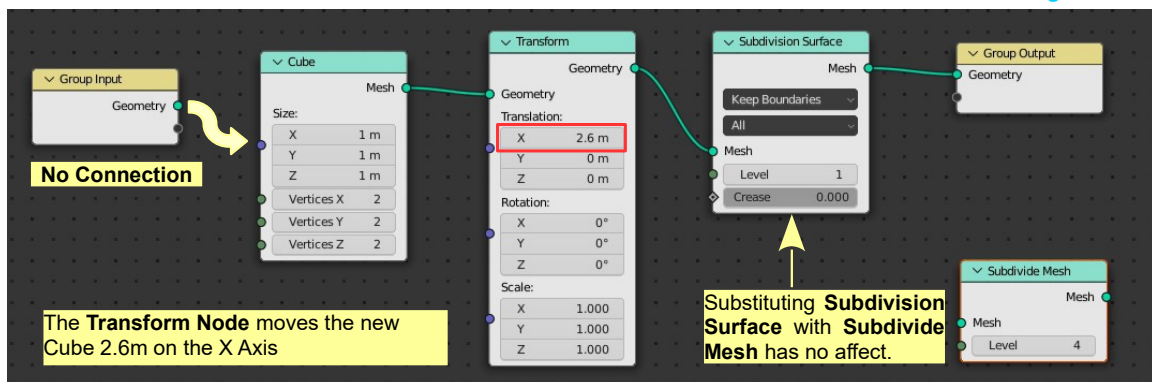 Group Input
Geometry
No Connection
Cube
Mesh
Size:
X 1 m
Y 1 m
Z 1 m
Vertices X 2
Vertices Y 2
Vertices Z 2
The Transform Node moves the new
Cube 2.6m on the X Axis
Transform
Geometry
Geometry
Translation:
X 2.6 m
Y 0 m
Z 0 m
Rotation:
X 0°
Y 0°
Z 0°
Scale:
X 1.000
Y 1.000
Z 1.000
Subdivision Surface
Mesh
Keep Boundaries
All
Mesh
Level 1
Crease 0.000
Substituting Subdivision
Surface with Subdivide
Mesh has no affect.
Group Output
Geometry
Subdivide Mesh
Mesh
Mesh
Level 4